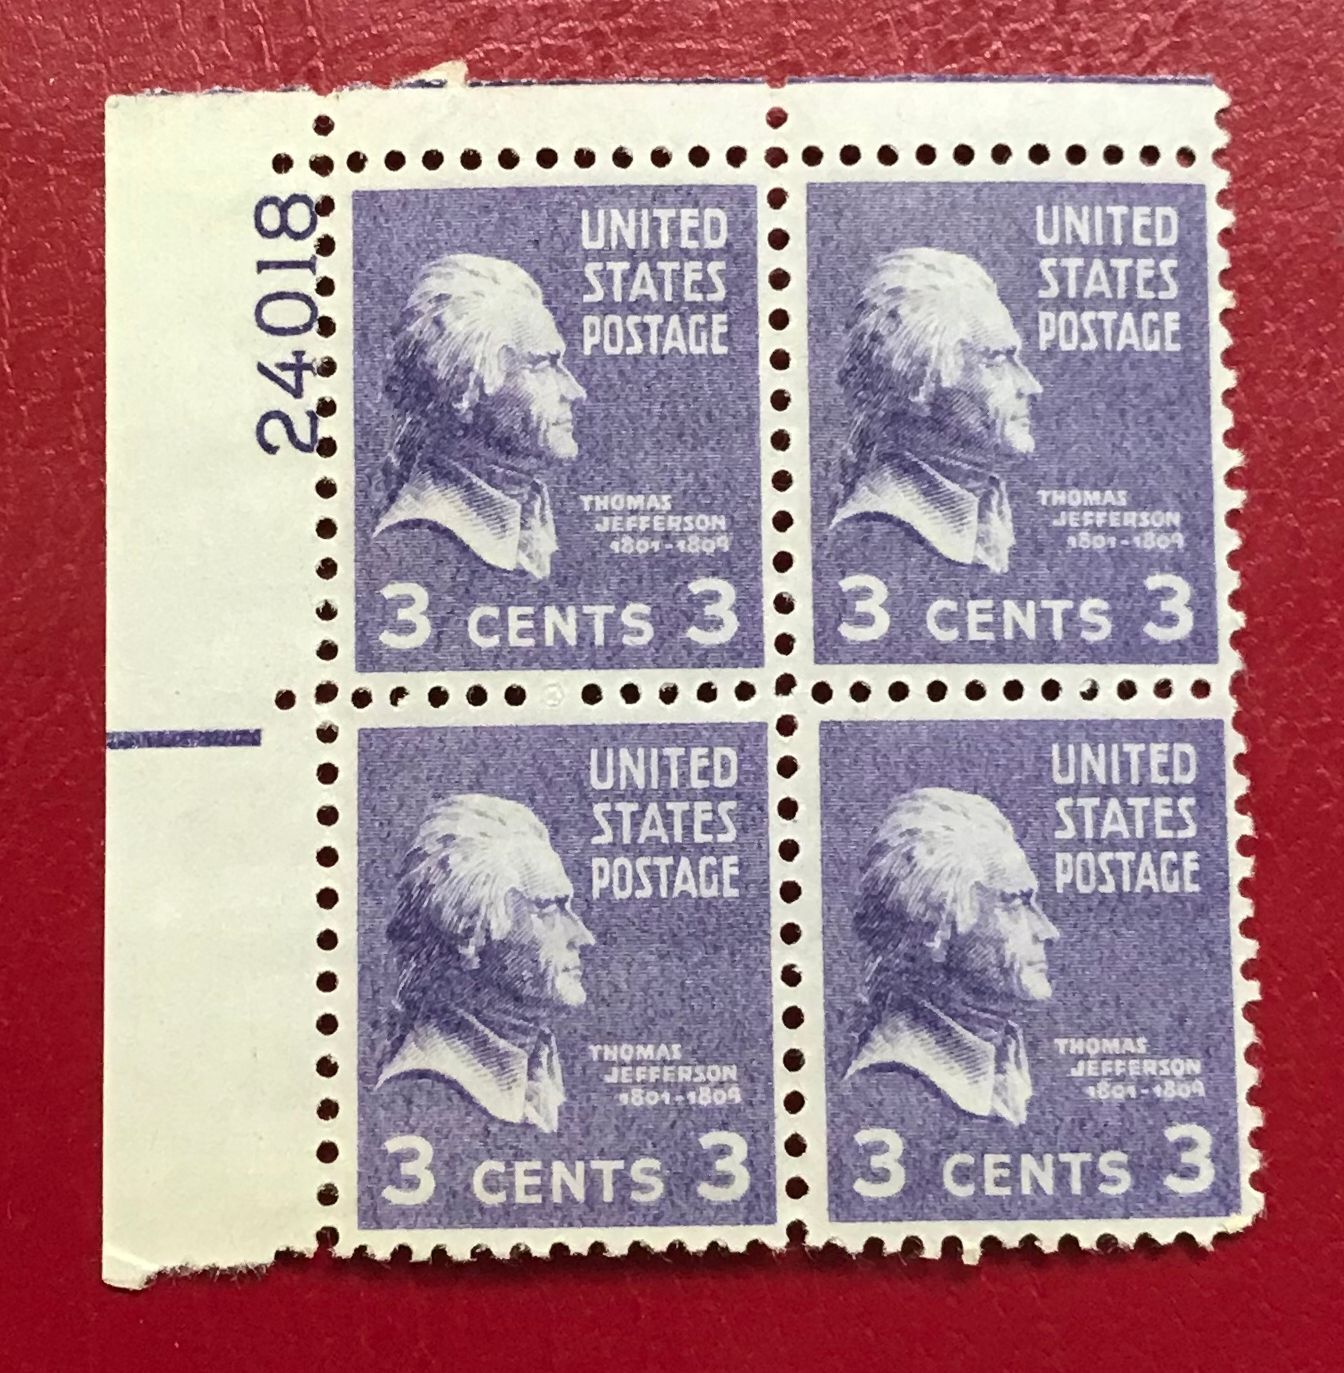 24018
UNITED
STATES
POSTAGE
THOMAS
JEFFERSON
1801-1809
3 CENTS 3
UNITED
STATES
POSTAGE
THOMAS
JEFFERSON
1801-1809
3 CENTS 3
UNITED
STATES
POSTAGE
THOMAS
JEFFERSON
1801-1809
3 CENTS 3
UNITED
STATES
POSTAGE
THOMAS
JEFFERSON
1801-1809
3 CENTS 3